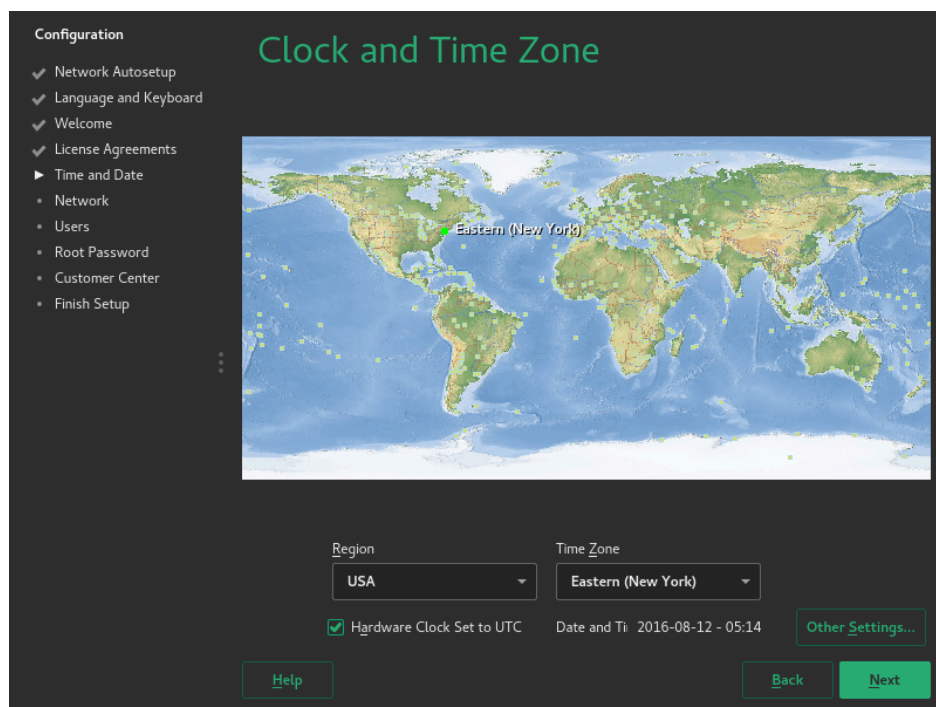 Configuration
Network Autosetup
Language and Keyboard
Welcome
License Agreements
Time and Date
Network
Users
Root Password
Customer Center
Finish Setup
Clock and Time Zone
Eastern (New York)
Region
Time Zone
USA
Eastern (New York)
Hardware Clock Set to UTC
Date and Ti 2016-08-12 - 05:14
Other Settings...
Help
Back
Next